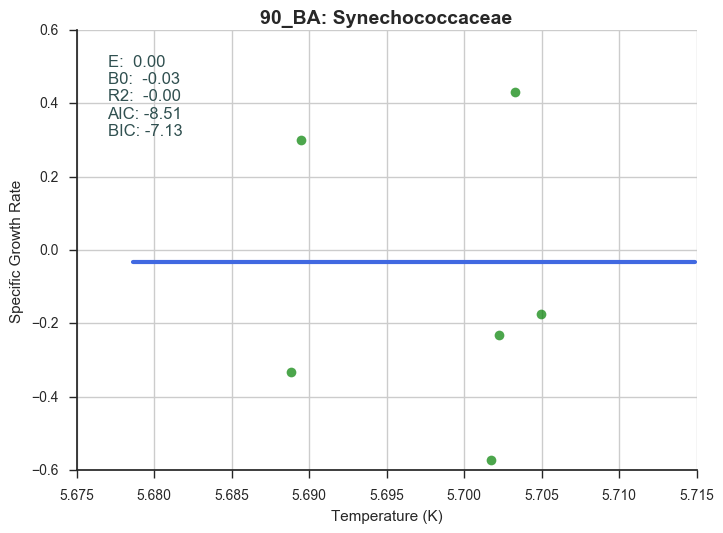 90_BA: Synechococcaceae
E:  0.00
B0:  -0.03
R2:  -0.00
AIC: -8.51
BIC: -7.13
Specific Growth Rate
0.6
0.4
0.2
0.0
−0.2
−0.4
−0.6
5.675 5.680 5.685 5.690 5.695 5.700 5.705 5.710 5.715
Temperature (K)